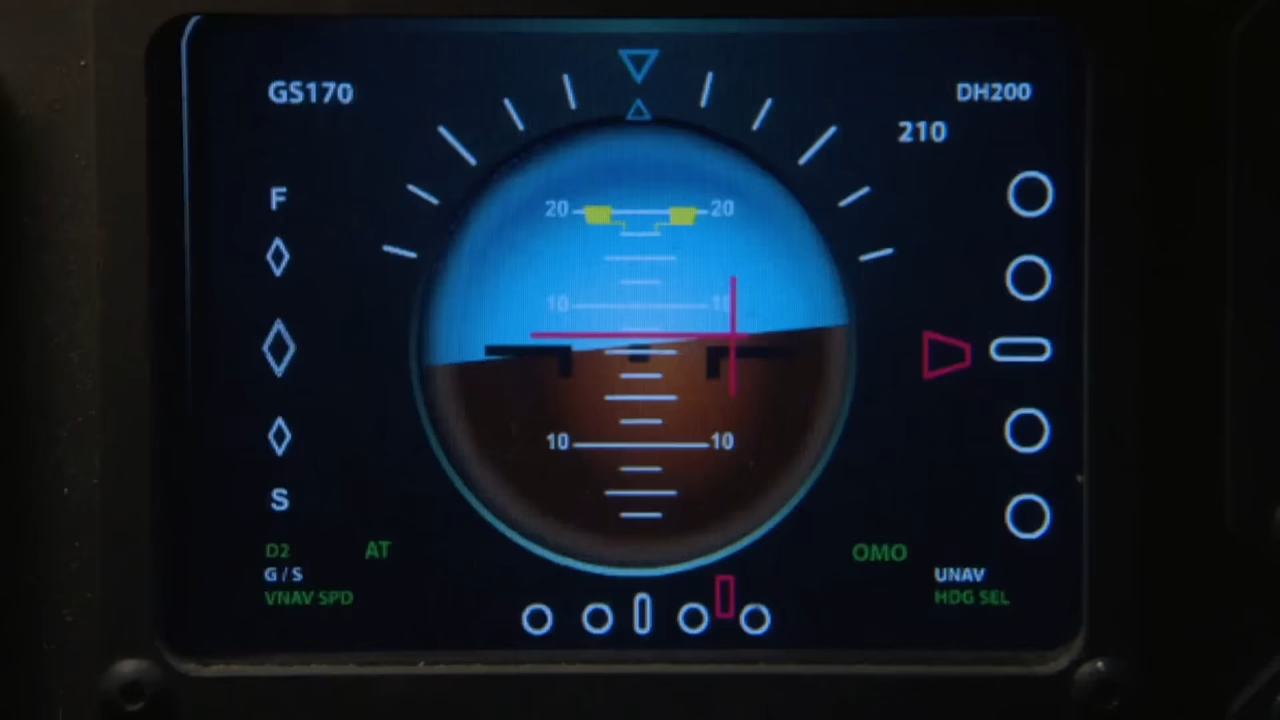 GS170
DH200
210
F
20 20
10 10
10 10
S
D2 AT
G / S
VNAV SPD
OMO
UNAV
HDG SEL